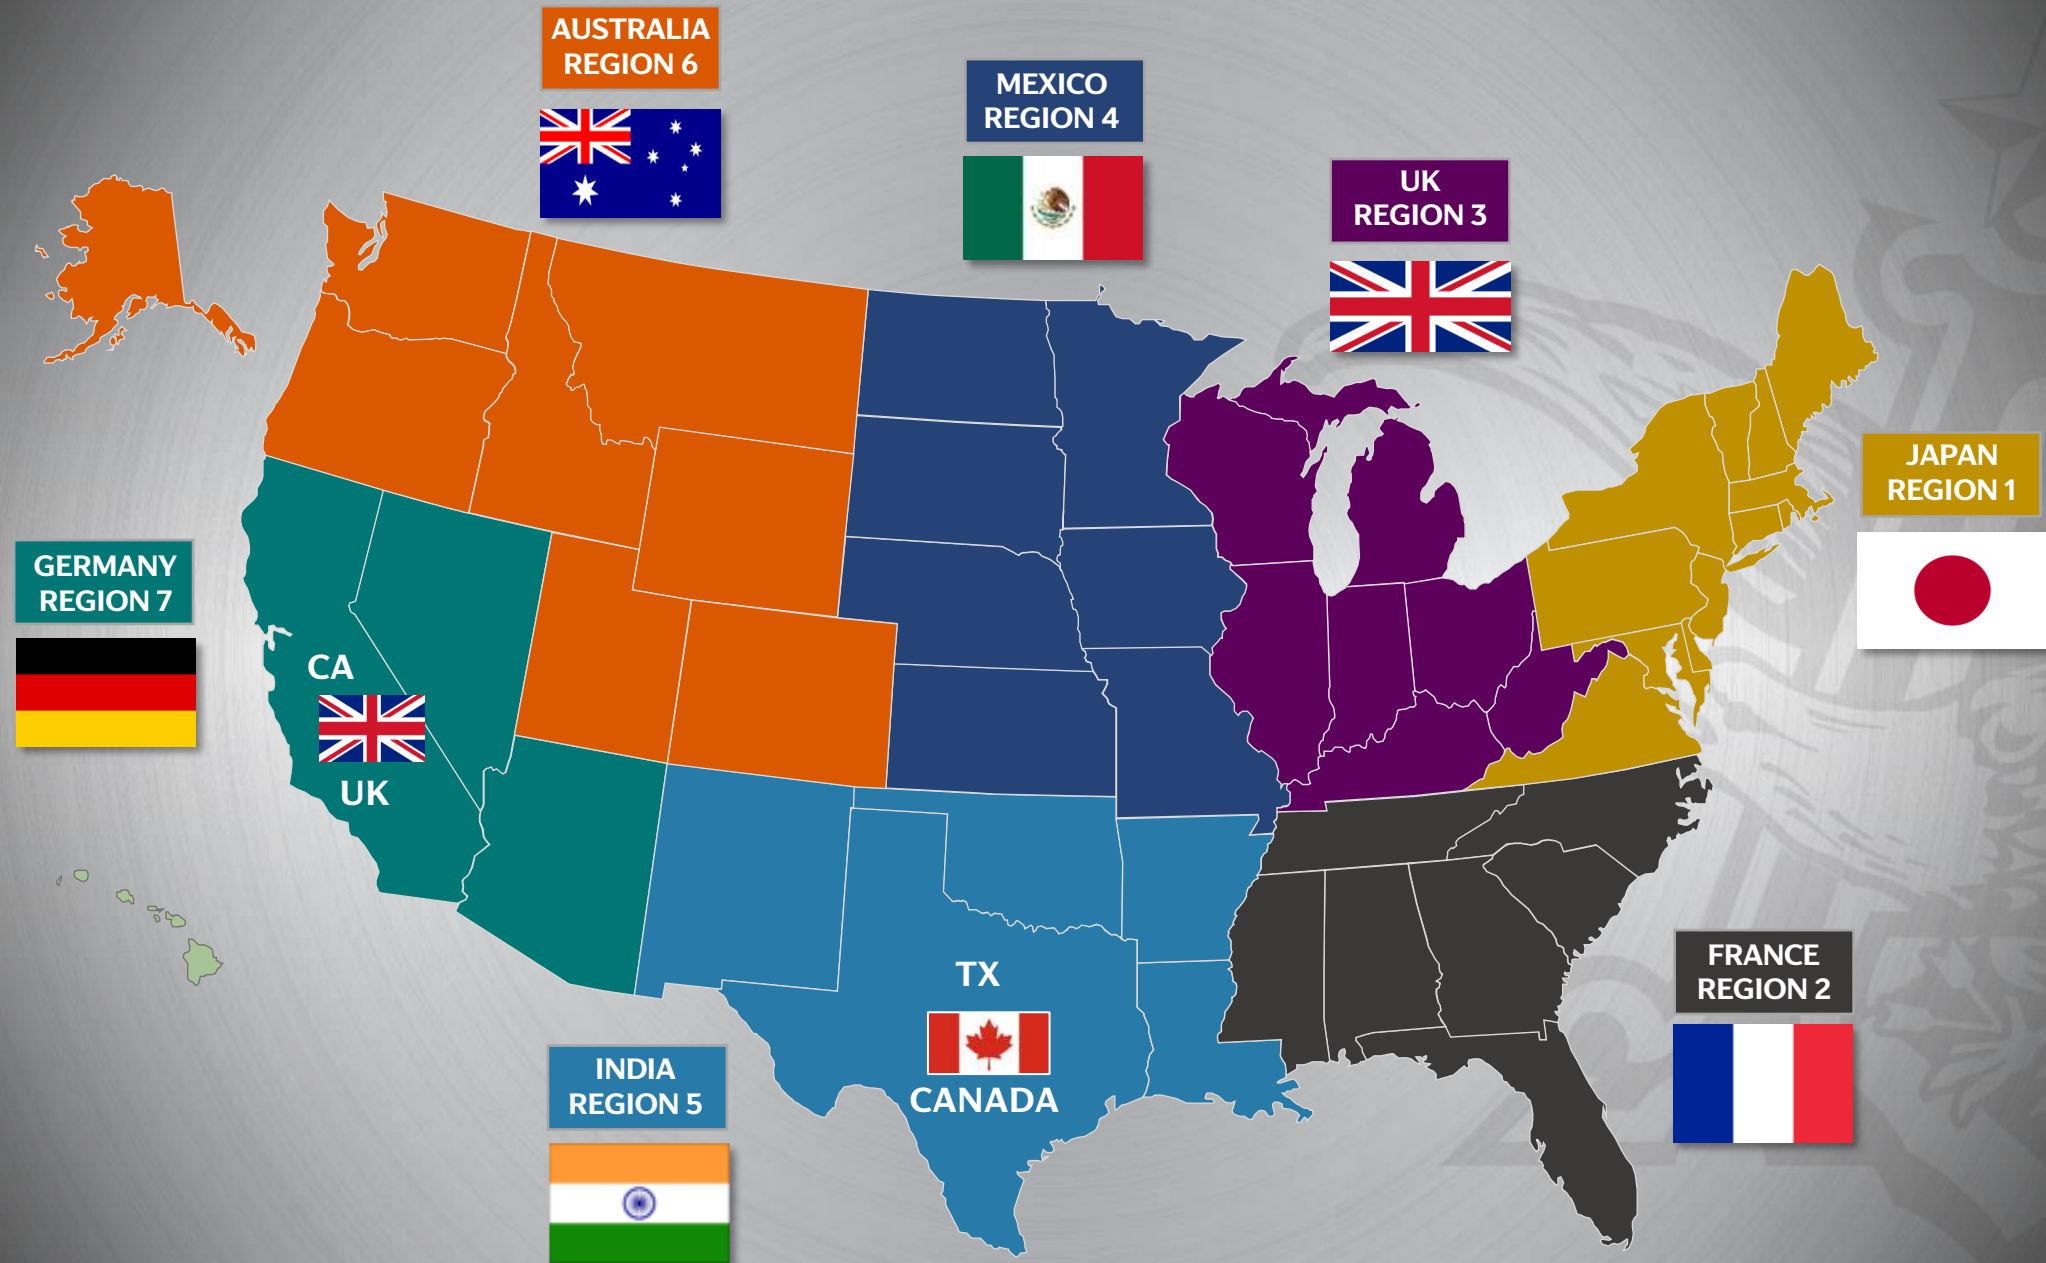 AUSTRALIA
REGION 6
MEXICO
REGION 4
UK
REGION 3
JAPAN
REGION 1
GERMANY
REGION 7
CA
UK
FRANCE
REGION 2
TX
CANADA
INDIA
REGION 5